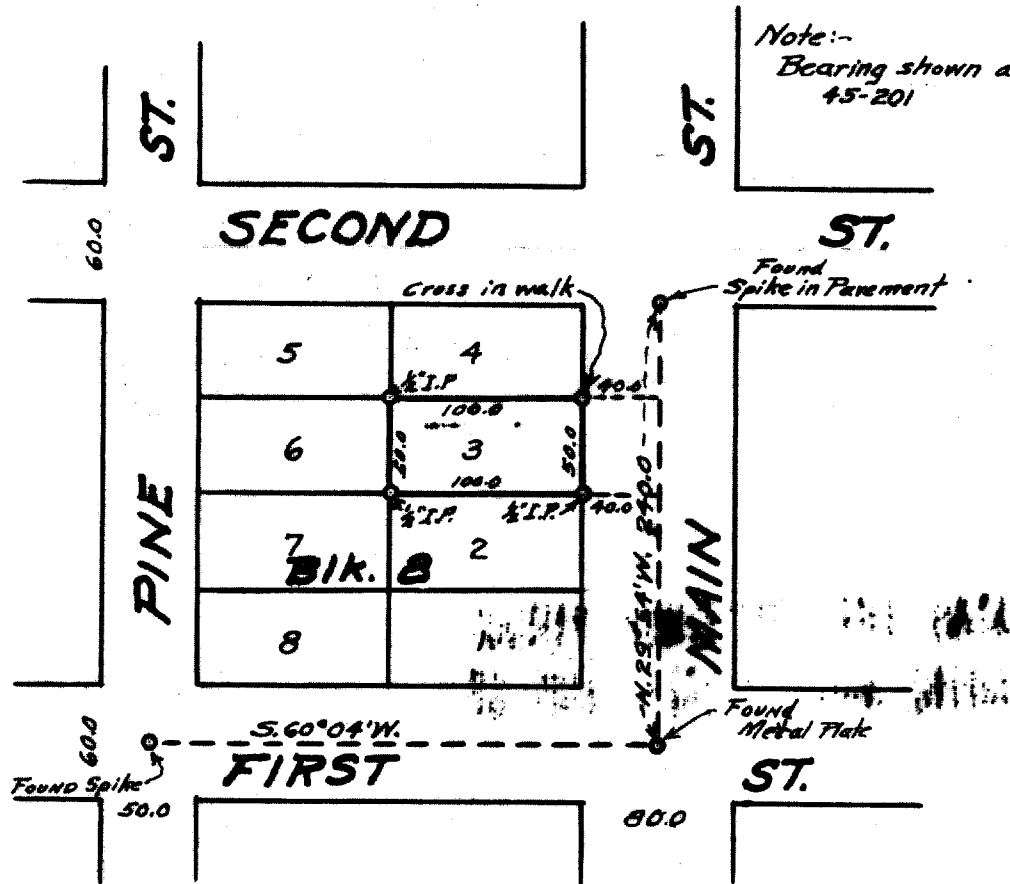 Note:-
Bearing shown a
45-201
ST.
ST.
SECOND
ST.
60.0
Found
Spike in Pavement
Cross in walk
5
4
½" I.P.
40.0
100.0
6
3
50.0
50.0
100.0
½" I.P.
½" I.P.
40.0
7
2
Blk. 8
PINE
MAIN
N. 29°54' W. 240.0
8
60.0
S. 60°04' W.
Found
Metal Plate
FIRST
ST.
Found Spike
50.0
80.0